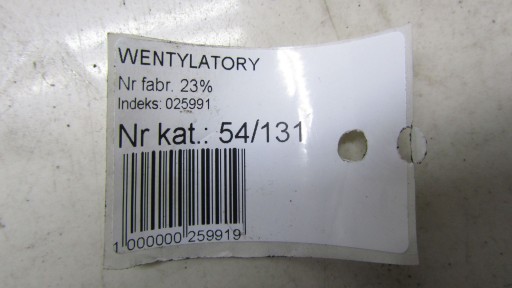 WENTYLATORY
Nr fabr. 23%
Indeks: 025991
Nr kat.: 54/131
1 000000 259919